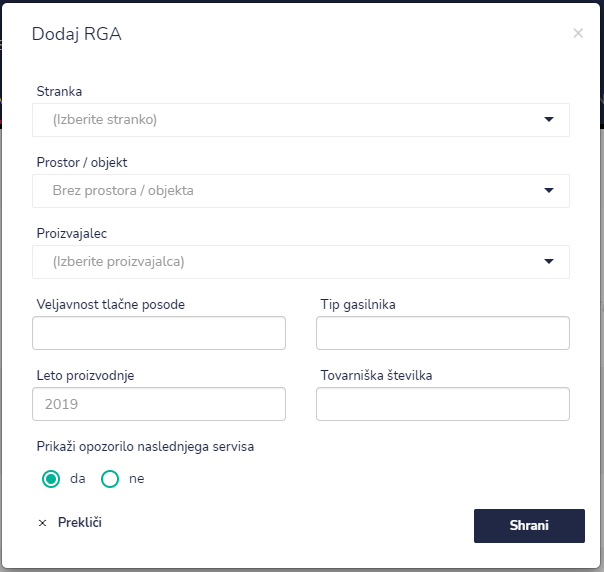 Dodaj RGA
Stranka
(Izberite stranko)
Prostor / objekt
Brez prostora / objekta
Proizvajalec
(Izberite proizvajalca)
Veljavnost tlačne posode Tip gasilnika
Leto proizvodnje Tovarniška številka
2019
Prikaži opozorilo naslednjega servisa
da ne
× Prekliči Shrani